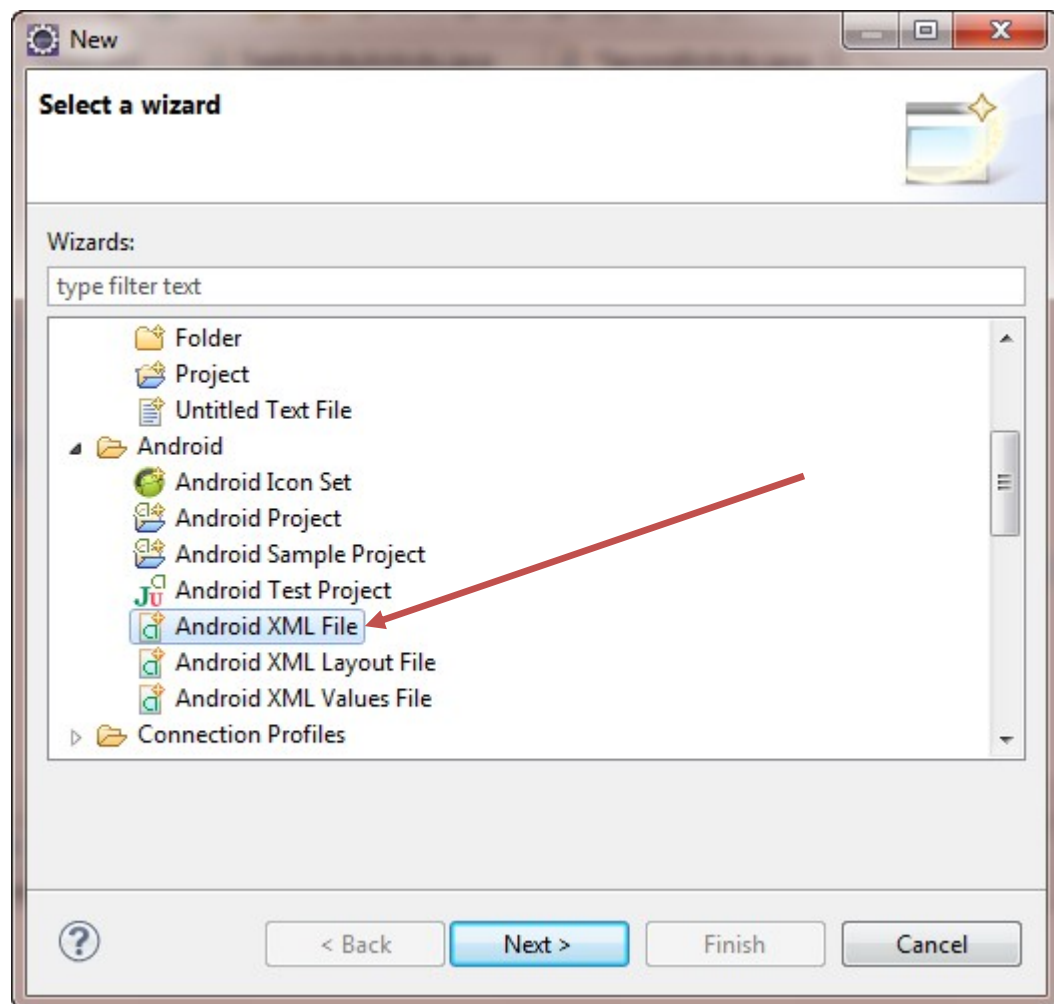 New
Select a wizard
Wizards:
type filter text
Folder
Project
Untitled Text File
Android
Android Icon Set
Android Project
Android Sample Project
Android Test Project
Android XML File
Android XML Layout File
Android XML Values File
Connection Profiles
< Back Next > Finish Cancel